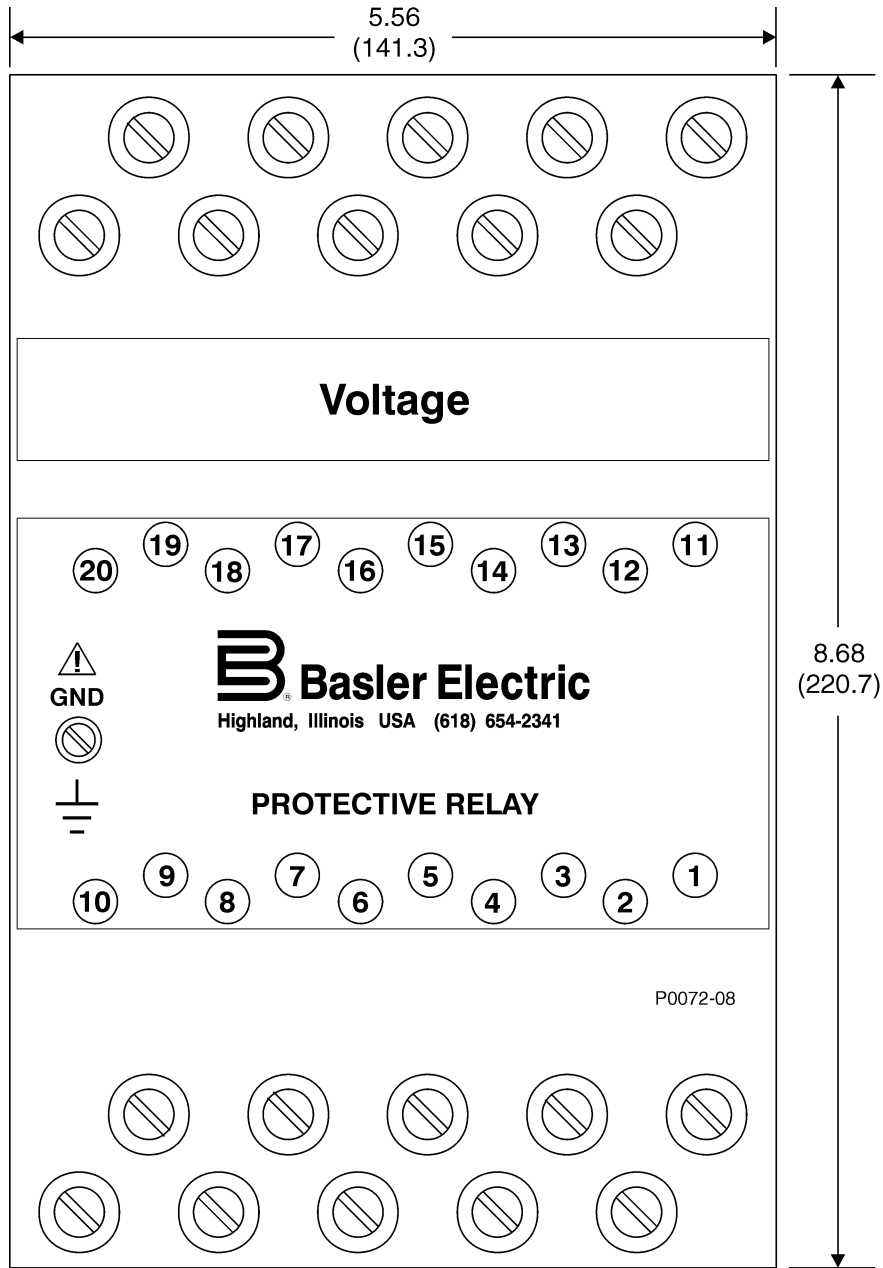 5.56
(141.3)
Voltage
19 17 15 13 11
20 18 16 14 12
GND
8.68
(220.7)
® Basler Electric
Highland, Illinois USA (618) 654-2341
PROTECTIVE RELAY
9 7 5 3 1
10 8 6 4 2
P0072-08